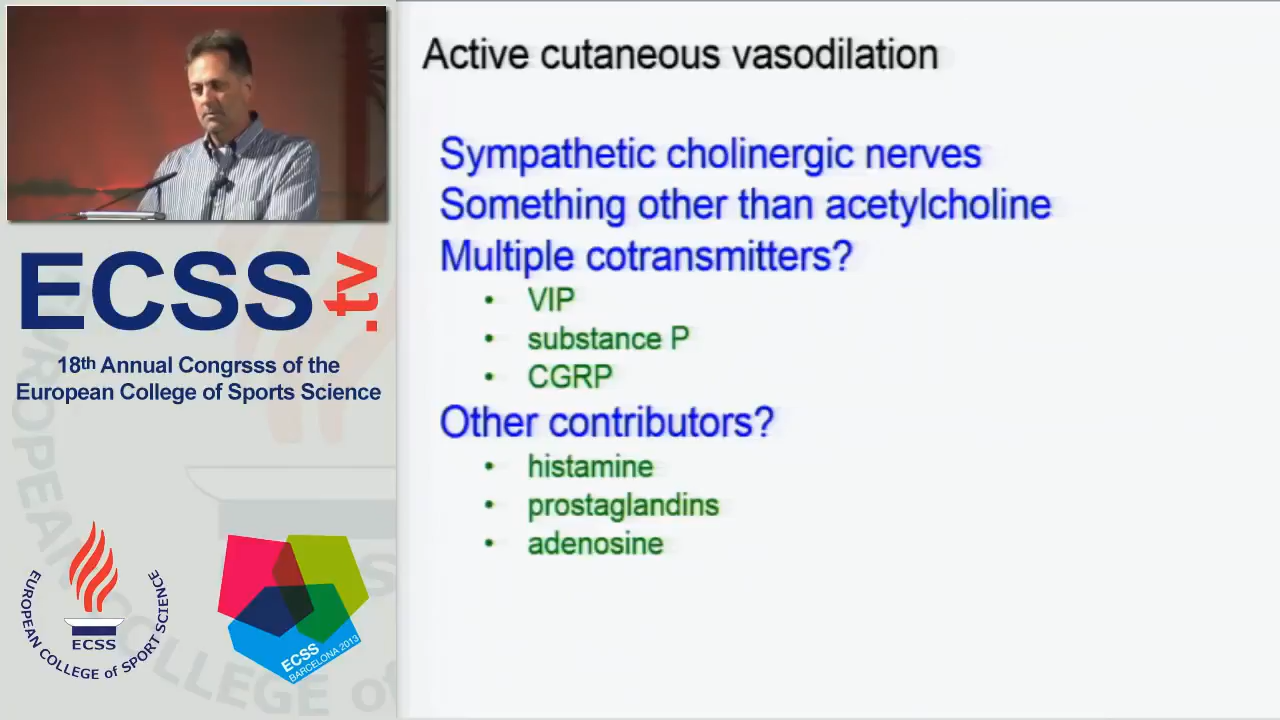 Active cutaneous vasodilation
Sympathetic cholinergic nerves
Something other than acetylcholine
Multiple cotransmitters?
• VIP
• substance P
• CGRP
Other contributors?
• histamine
• prostaglandins
• adenosine
ECSS.tv
18th Annual Congrsss of the
European College of Sports Science
EUROPEAN COLLEGE of SPORT SCIENCE
ECSS
ECSS
BARCELONA 2013